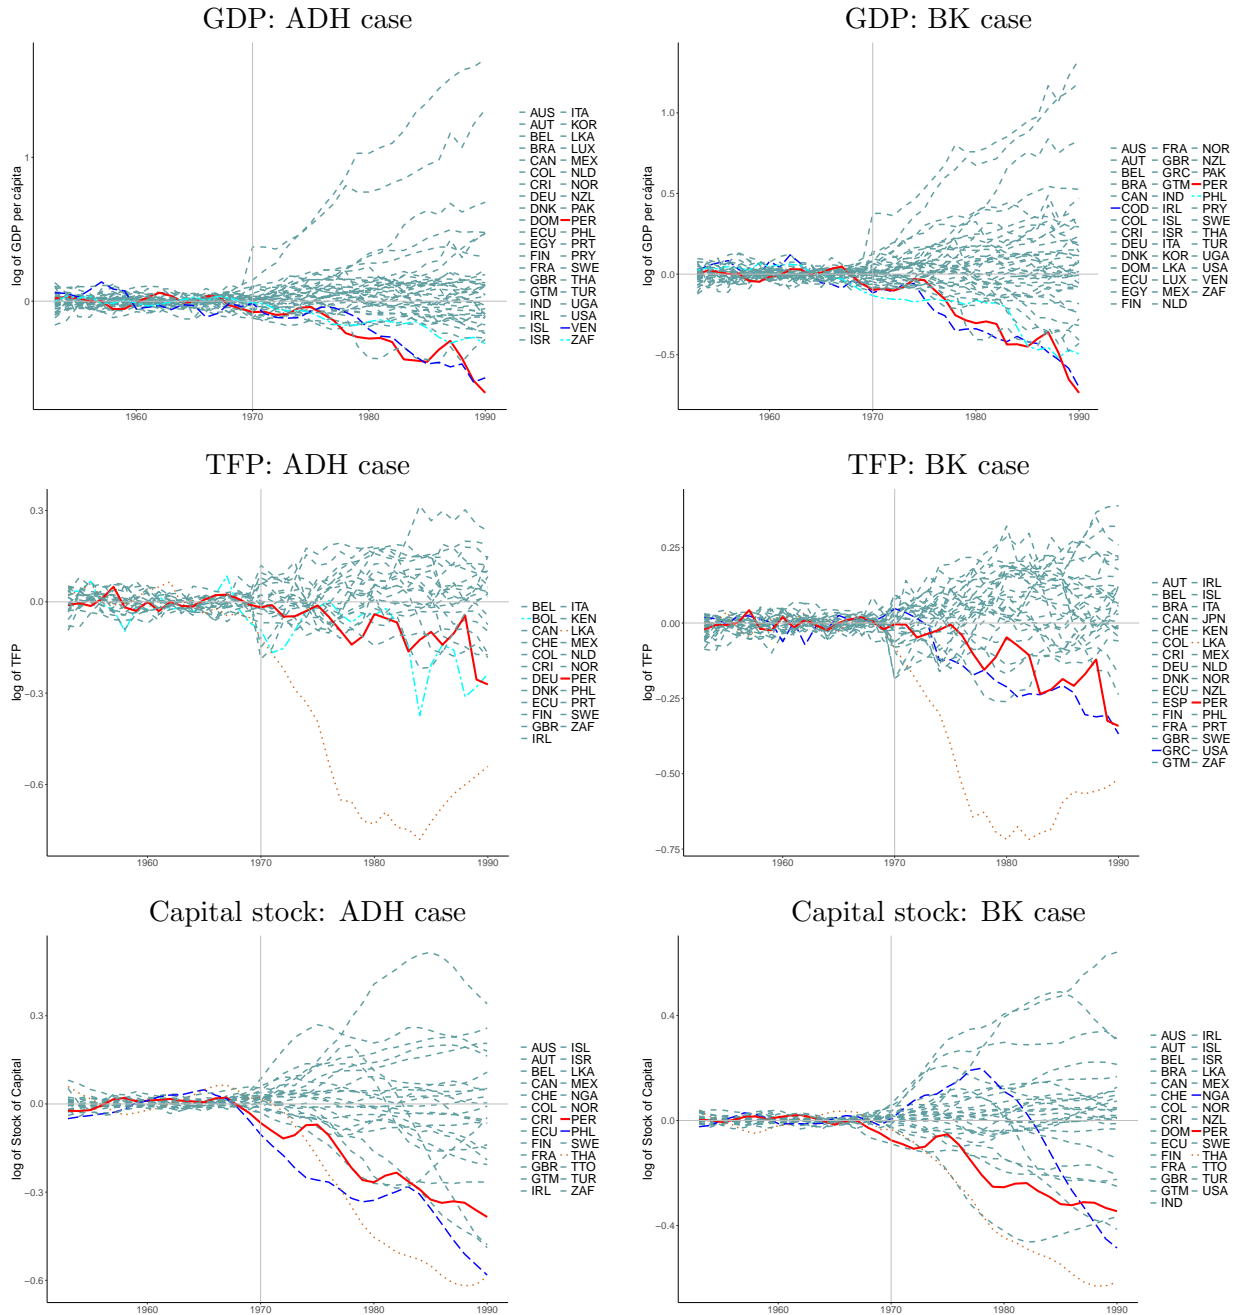 GDP: ADH case
log of GDP per cápita
1
0
1960 1970 1980 1990
AUS ITA
AUT KOR
BEL LKA
BRA LUX
CAN MEX
COL NLD
CRI NOR
DEU NZL
DNK PAK
DOM PER
ECU PHL
EGY PRT
FIN PRY
FRA SWE
GBR THA
GTM TUR
IND UGA
IRL USA
ISL VEN
ISR ZAF
GDP: BK case
log of GDP per cápita
1.0
0.5
0.0
−0.5
1960 1970 1980 1990
AUS FRA NOR
AUT GBR NZL
BEL GRC PAK
BRA GTM PER
CAN IND PHL
COD IRL PRY
COL ISL SWE
CRI ISR THA
DEU ITA TUR
DNK KOR UGA
DOM LKA USA
ECU LUX VEN
EGY MEX ZAF
FIN NLD
TFP: ADH case
log of TFP
0.3
0.0
−0.3
−0.6
1960 1970 1980 1990
BEL ITA
BOL KEN
CAN LKA
CHE MEX
COL NLD
CRI NOR
DEU PER
DNK PHL
ECU PRT
FIN SWE
GBR ZAF
IRL
TFP: BK case
log of TFP
0.25
0.00
−0.25
−0.50
−0.75
1960 1970 1980 1990
AUT IRL
BEL ISL
BRA ITA
CAN JPN
CHE KEN
COL LKA
CRI MEX
DEU NLD
DNK NOR
ECU NZL
ESP PER
FIN PHL
FRA PRT
GBR SWE
GRC USA
GTM ZAF
Capital stock: ADH case
log of Stock of Capital
0.3
0.0
−0.3
−0.6
1960 1970 1980 1990
AUS ISL
AUT ISR
BEL LKA
CAN MEX
CHE NGA
COL NOR
CRI PER
ECU PHL
FIN SWE
FRA THA
GBR TTO
GTM TUR
IRL ZAF
Capital stock: BK case
log of Stock of Capital
0.4
0.0
−0.4
1960 1970 1980 1990
AUS IRL
AUT ISL
BEL ISR
BRA LKA
CAN MEX
CHE NGA
COL NOR
CRI NZL
DOM PER
ECU SWE
FIN THA
FRA TTO
GBR TUR
GTM USA
IND